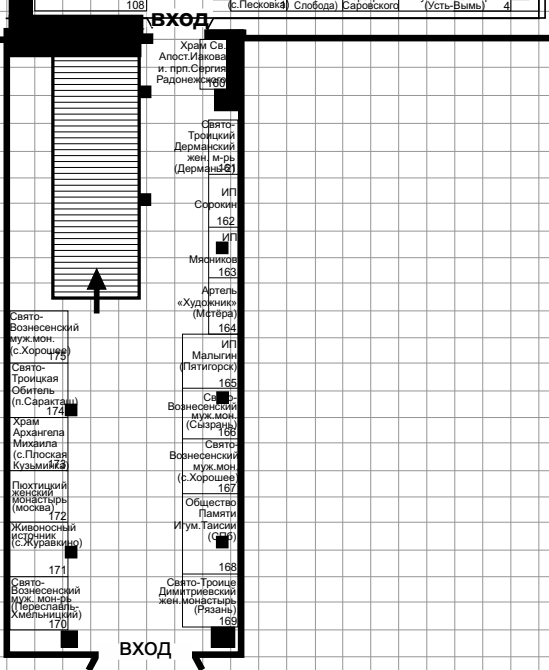 108
(с.Песковка)
Слобода) Саровского
(Усть-Вымь) 4
ВХОД
Храм Св.
Апост.Иакова
и. прп.Сергия
Радонежского
160
Свято-
Троицкий
Дерманский
жен. м-рь
(Дермань-2)
161
ИП
Сорокин
162
ИП
Мясников
163
Артель
«Художник»
(Мстёра)
164
ИП
Малыгин
(Пятигорск)
165
Свято-
Вознесенский
муж.мон.
(Сызрань)
166
Свято-
Вознесенский
муж.мон.
(с.Хорошее)
167
Общество
Памяти
Игум.Таисии
(СПб)
168
Свято-Троице
Димитриевский
жен.монастырь
(Рязань)
169
Свято-
Вознесенский
муж.мон.
(с.Хорошее)
175
Свято-
Троицкая
Обитель
(п.Саракташ)
174
Храм
Архангела
Михаила
(с.Плоская
Кузьминка)
173
Пюхтицкий
женский
монастырь
(москва)
172
Живоносный
источник
(с.Журавкино)
171
Свято-
Вознесенский
муж. мон-рь
(Переславль-
Хмельницкий)
170
ВХОД